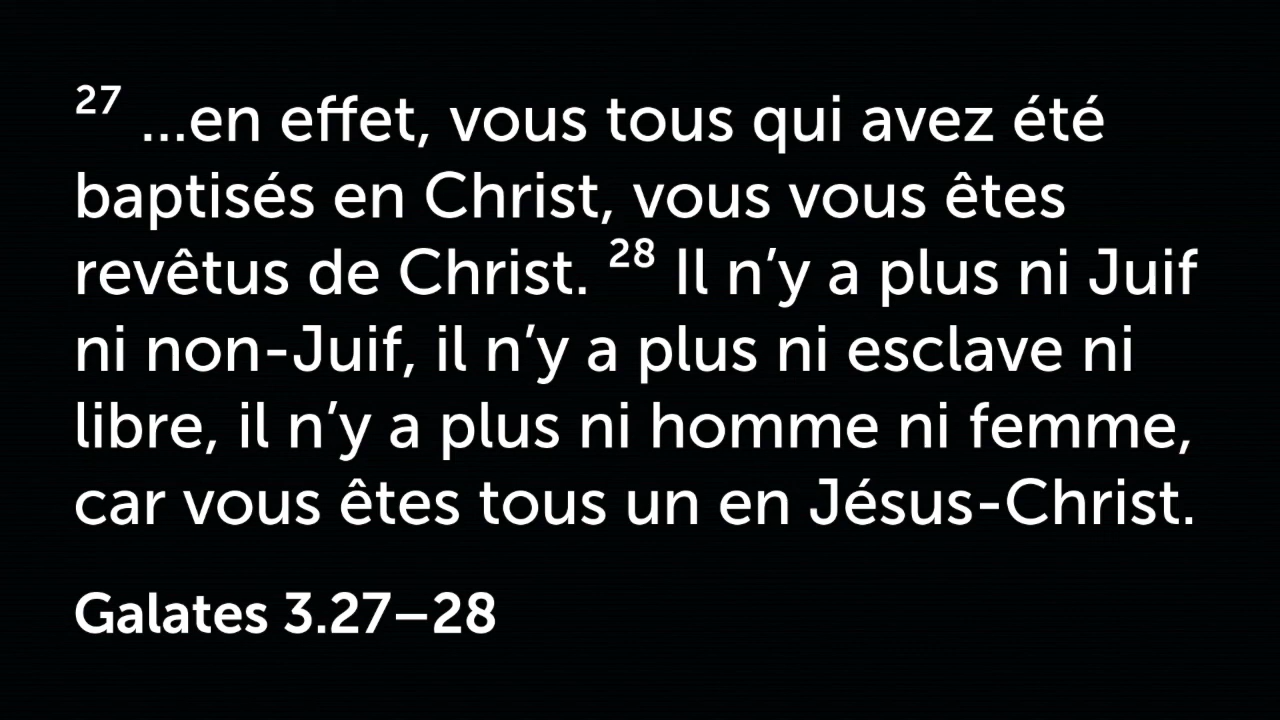 27 ...en effet, vous tous qui avez été
baptisés en Christ, vous vous êtes
revêtus de Christ. 28 Il n’y a plus ni Juif
ni non-Juif, il n’y a plus ni esclave ni
libre, il n’y a plus ni homme ni femme,
car vous êtes tous un en Jésus-Christ.
Galates 3.27–28